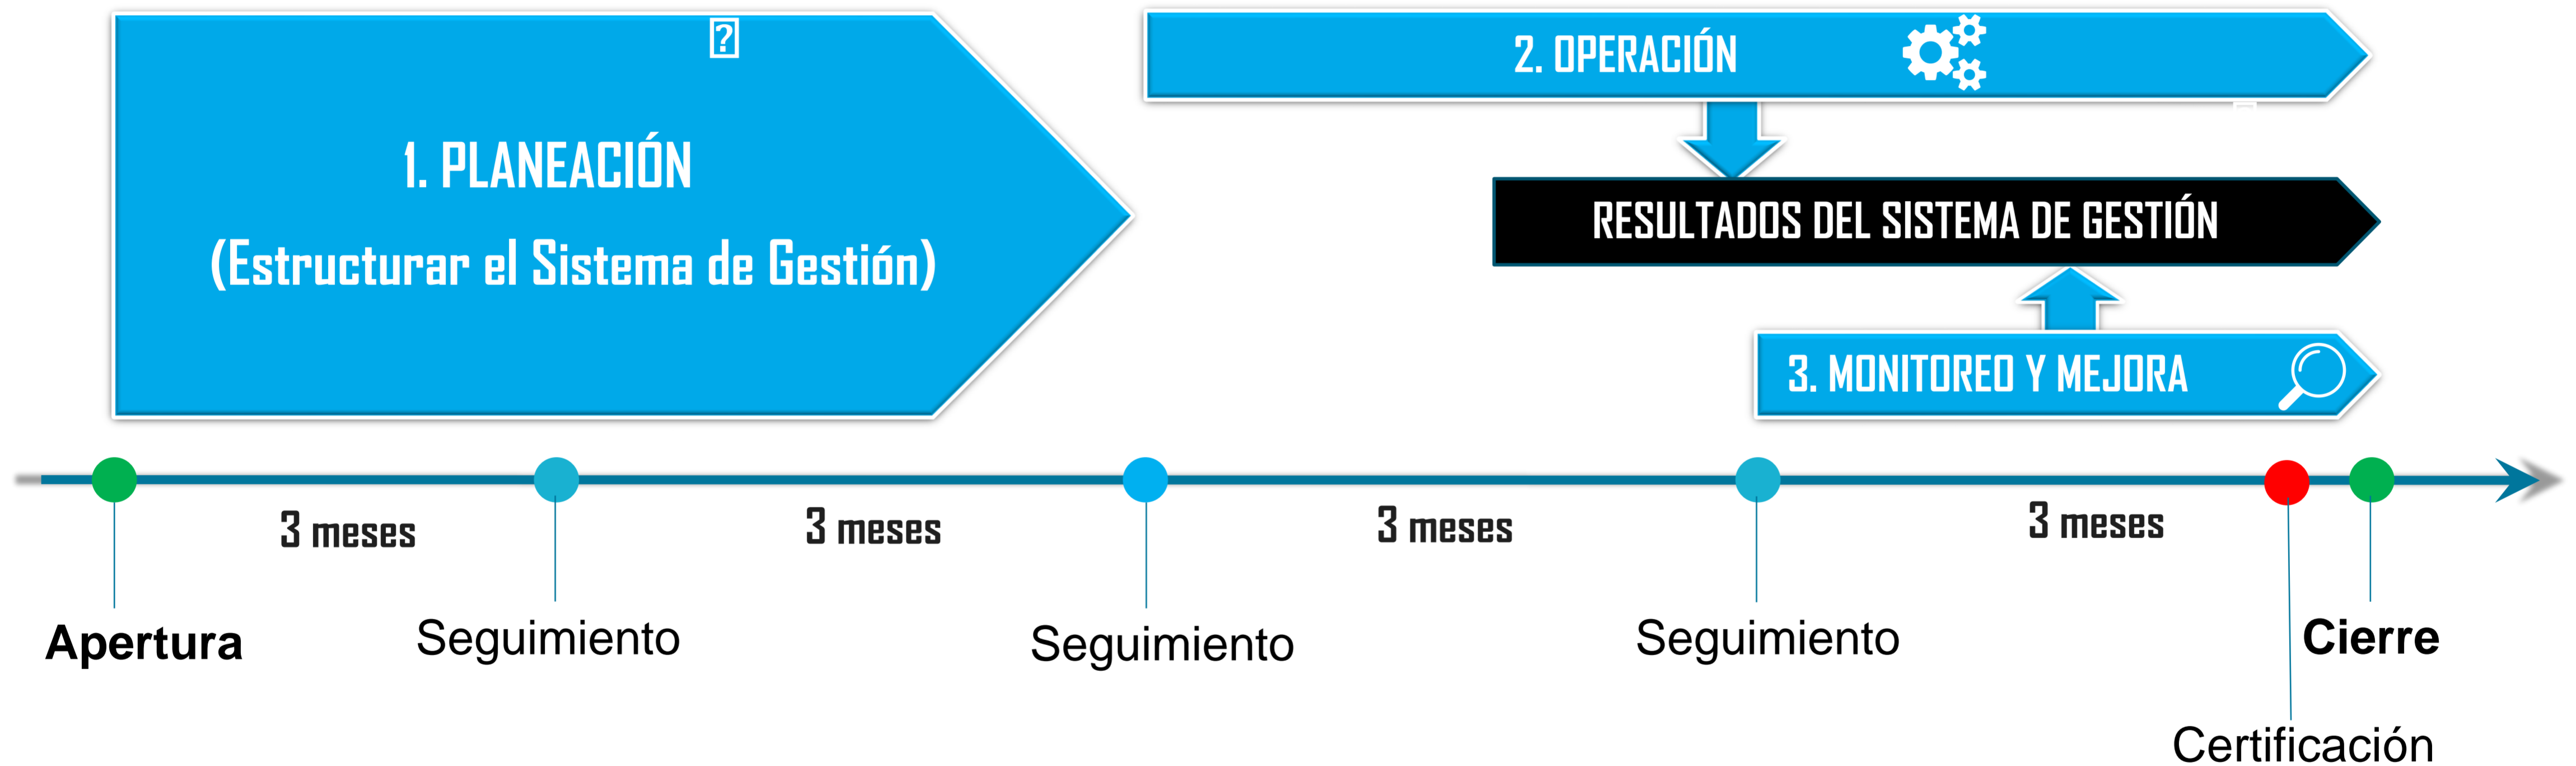 1. PLANEACIÓN
(Estructurar el Sistema de Gestión)
2. OPERACIÓN
RESULTADOS DEL SISTEMA DE GESTIÓN
3. MONITOREO Y MEJORA
3 meses
3 meses
3 meses
3 meses
Apertura
Seguimiento
Seguimiento
Seguimiento
Cierre
Certificación